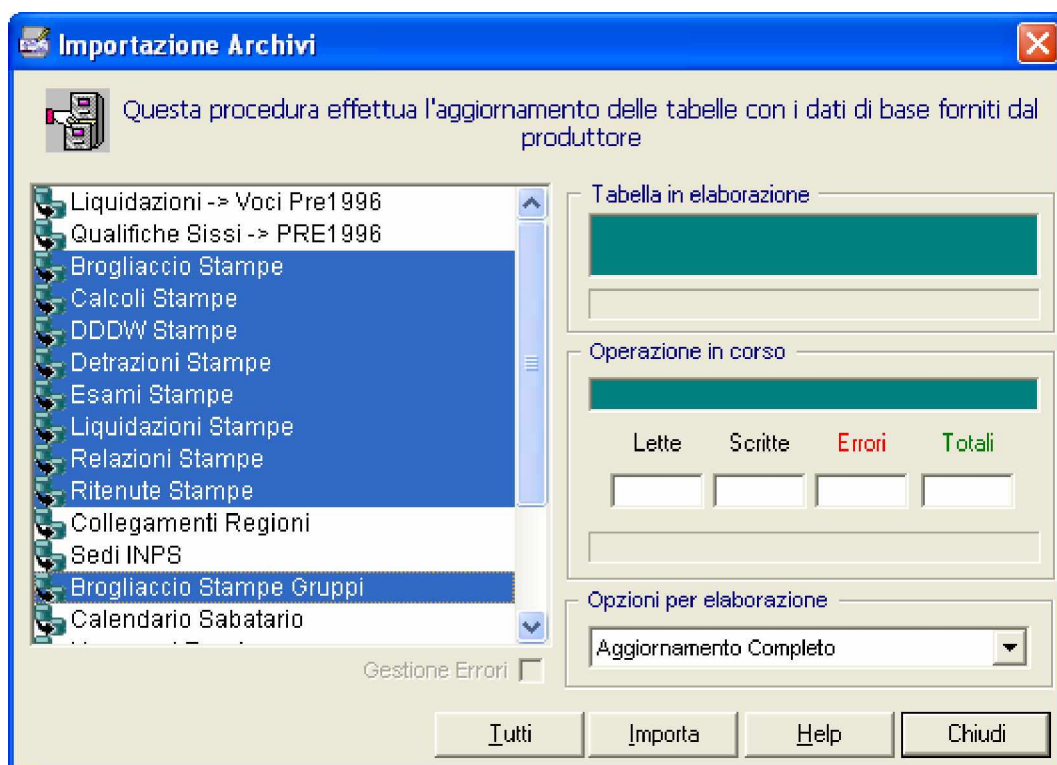 Importazione Archivi
Questa procedura effettua l'aggiornamento delle tabelle con i dati di base forniti dal
produttore
Liquidazioni -> Voci Pre1996
Qualifiche Sissi -> PRE1996
Brogliaccio Stampe
Calcoli Stampe
DDDW Stampe
Detrazioni Stampe
Esami Stampe
Liquidazioni Stampe
Relazioni Stampe
Ritenute Stampe
Collegamenti Regioni
Sedi INPS
Brogliaccio Stampe Gruppi
Calendario Sabatario
Gestione Errori
Tabella in elaborazione
Operazione in corso
Lette Scritte Errori Totali
Opzioni per elaborazione
Aggiornamento Completo
Tutti Importa Help Chiudi